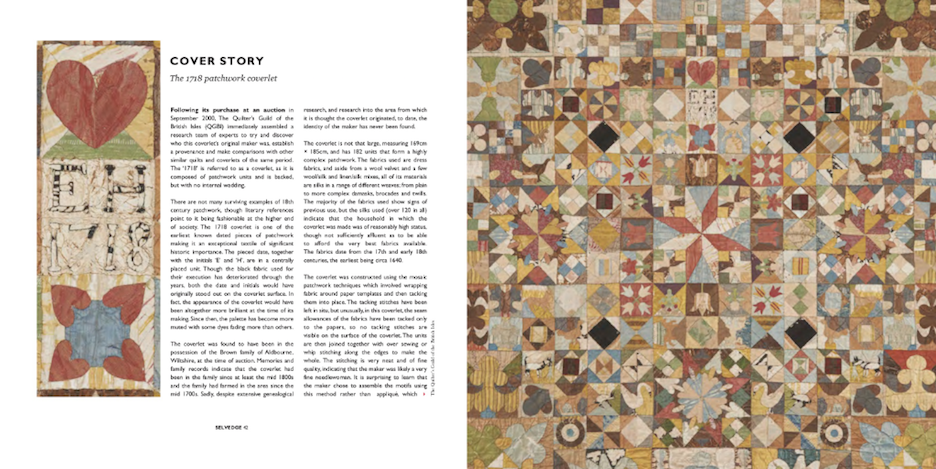 COVER STORY
The 1718 patchwork coverlet
Following its purchase at an auction in
September 2000, The Quilter's Guild of the
British Isles (QGBI) immediately assembled a
research team of experts to try and discover
who this coverlet's original maker was, establish
a provenance and make comparisons with other
similar quilts and coverlets of the same period.
The '1718' is referred to as a coverlet, as it is
composed of patchwork units and is backed,
but with no internal wadding.
There are not many surviving examples of 18th
century patchwork, though literary references
point to it being fashionable at the higher end
of society. The 1718 coverlet is one of the
earliest known dated pieces of patchwork
making is an exceptional textile of significant
historic importance. The pieced date, together
with the initials 'E' and 'H', are in a centrally
placed unit. Though the black fabric used for
their execution has deteriorated through the
years, both the date and initials would have
originally stood out on the coverlet surface. In
fact, the appearance of the coverlet would have
been altogether more brilliant at the time of its
making. Since then, the palette has become more
muted with some dyes fading more than others.
The coverlet was found to have been in the
possession of the Brown family of Aldbourne,
Wiltshire, at the time of auction. Memories and
family records indicate that the coverlet had
been in the family since at least the mid 1800s
and the family had formed in the area since the
mid 1700s. Sadly, despite extensive genealogical
research, and research into the area from which
it is thought the coverlet originated, to date, the
identity of the maker has never been found.
The coverlet is not that large, measuring 169cm
* 185cm, and has 182 units that form a highly
complex patchwork. The fabrics used are dress
fabrics, and aside from a wool velvet and a few
wool/silk and linen/silk mixes, all of its materials
are silks in a range of different weaves: from plain
to more complex damasks, brocades and twills.
The majority of the fabrics used show signs of
previous use, but the silks used (over 120 in all)
indicate that the household in which the
coverlet was made was of reasonably high status,
though not sufficiently affluent as to be able
to afford the very best fabrics available.
The fabrics date from the 17th and early 18th
centuries, the earliest being circa 1640.
The coverlet was constructed using the mosaic
patchwork techniques which involved wrapping
fabric around paper templates and then tacking
them into place. The tacking stitches have been
left in situ, but unusually, in this coverlet, the seam
allowances of the fabrics have been tacked only
to the papers, so no tacking stitches are
visible on the surface of the coverlet. The units
are then joined together with over sewing or
whip stitching along the edges to make the
whole. The stitching is very neat and of fine
quality, indicating that the maker was likely a very
fine needlewoman. It is surprising to learn that
the maker chose to assemble the motifs using
this method rather than appliqué, which
The Quilter's Guild of the British Isles
SELVEDGE 42
E H